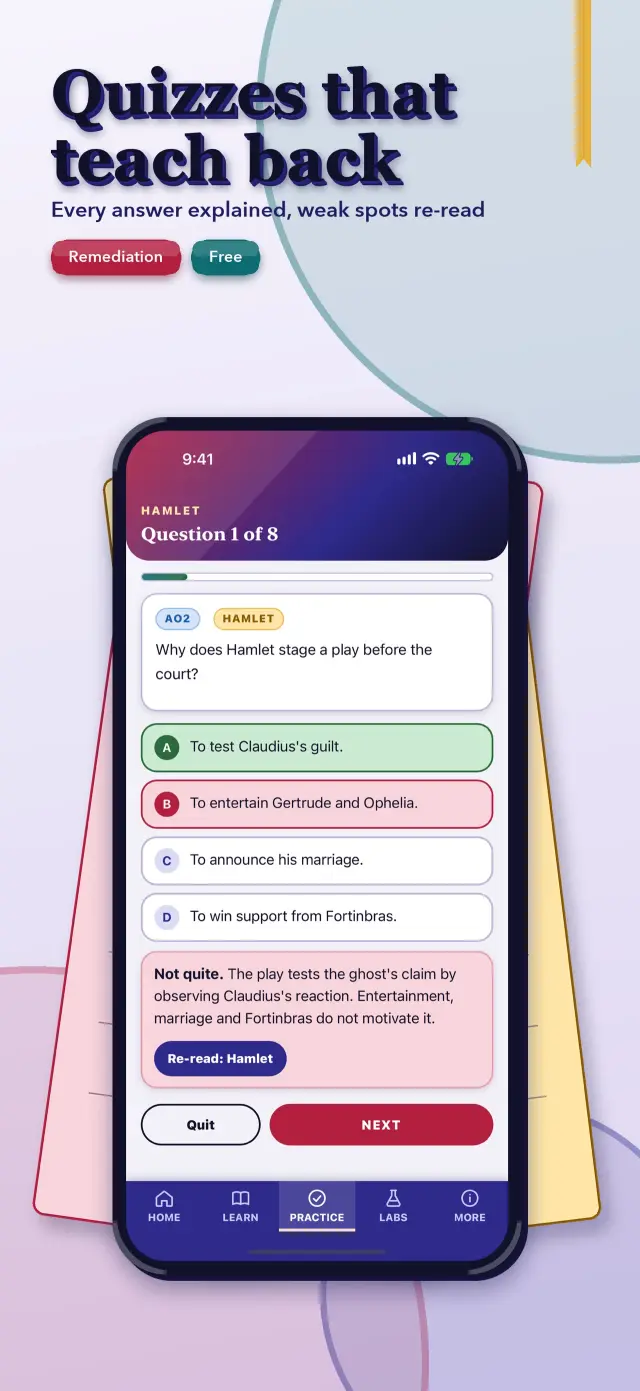 Quizzes that
teach back
Every answer explained, weak spots re-read
Remediation
Free
9:41
HAMLET
Question 1 of 8
AO2
HAMLET
Why does Hamlet stage a play before the
court?
A
To test Claudius's guilt.
B
To entertain Gertrude and Ophelia.
C
To announce his marriage.
D
To win support from Fortinbras.
Not quite. The play tests the ghost's claim by
observing Claudius's reaction. Entertainment,
marriage and Fortinbras do not motivate it.
Re-read: Hamlet
Quit
NEXT
HOME
LEARN
PRACTICE
LABS
MORE